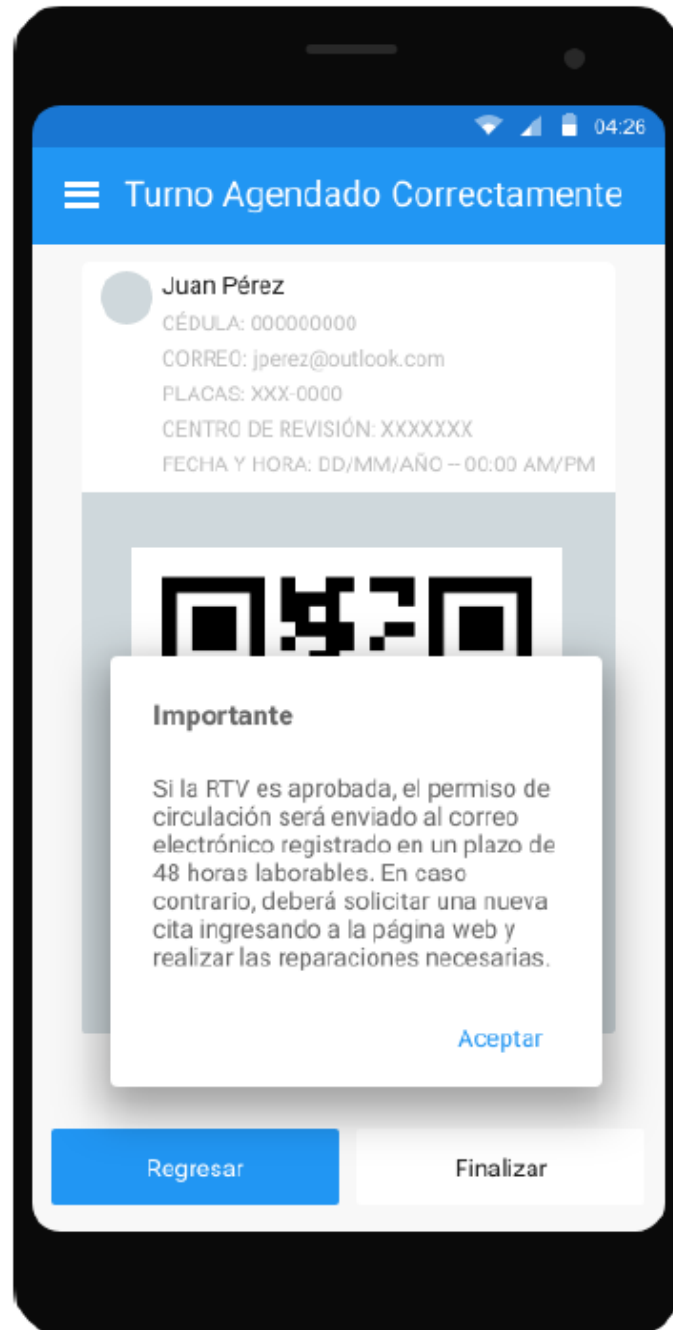 04:26
Turno Agendado Correctamente
Juan Pérez
CÉDULA: 000000000
CORREO: jperez@outlook.com
PLACAS: XXX-0000
CENTRO DE REVISIÓN: XXXXXXX
FECHA Y HORA: DD/MM/AÑO – 00:00 AM/PM
Importante
Si la RTV es aprobada, el permiso de
circulación será enviado al correo
electrónico registrado en un plazo de
48 horas laborables. En caso
contrario, deberá solicitar una nueva
cita ingresando a la página web y
realizar las reparaciones necesarias.
Aceptar
Regresar
Finalizar